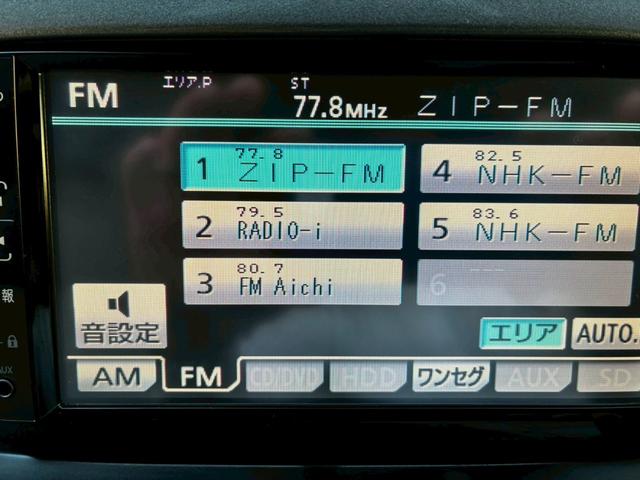 FM エリア.P ST 77.8MHz ZIP-FM
1 77.8 ZIP-FM
4 82.5 NHK-FM
2 79.5 RADIO-i
5 83.6 NHK-FM
3 80.7 FM Aichi
6 ---
音設定
エリア AUTO.
AM FM CD/DVD HDD ワンセグ AUX SD
報
AUX